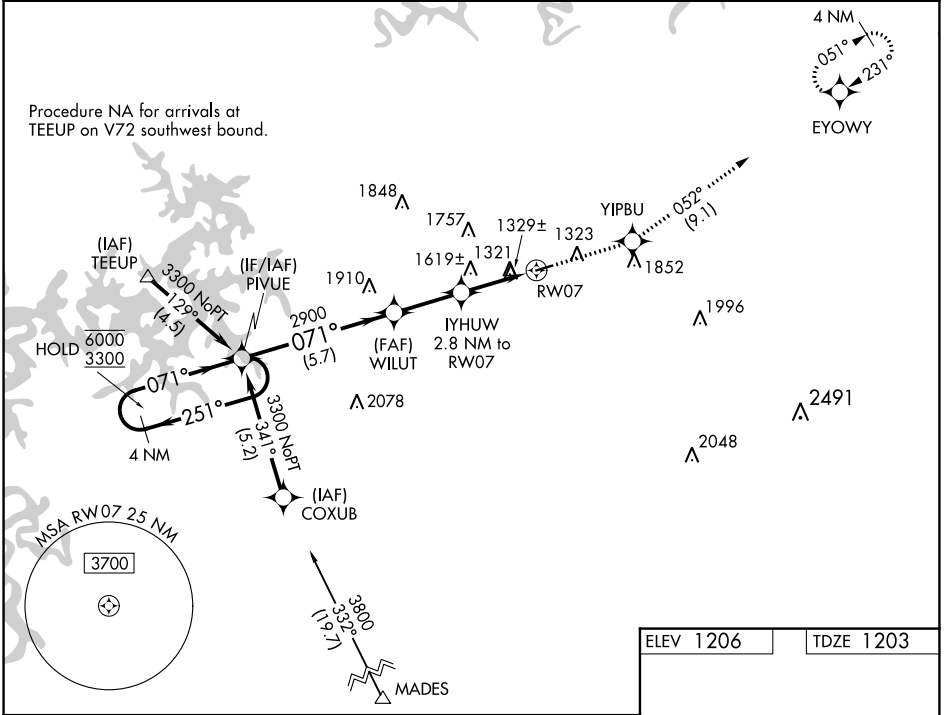 4 NM
051°
231°
EYOWY
Procedure NA for arrivals at
TEEUP on V72 southwest bound.
1848
1757
1329±
1323
YIPBU
052°
(9.1)
(IAF)
TEEUP
(IF/IAF)
PIVUE
1619±
1321
1852
RW07
3300 NoPT
129°
(4.5)
1910
2900
071°
(5.7)
(FAF)
WILUT
IYHUW
2.8 NM to
RW07
1996
HOLD
6000
3300
071°
251°
4 NM
2078
3300 NoPT
341°
(5.2)
2491
2048
(IAF)
COXUB
MSA RW07 25 NM
3700
3800
332°
(19.7)
MADES
ELEV 1206
TDZE 1203